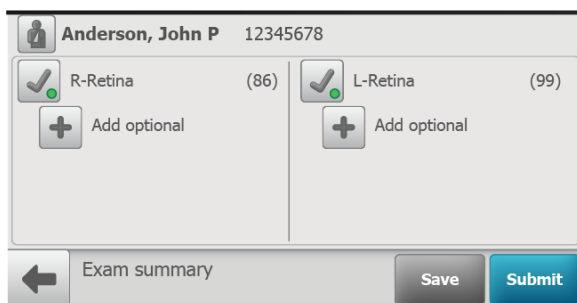 Anderson, John P 12345678
R-Retina (86)
Add optional
L-Retina (99)
Add optional
Exam summary
Save
Submit